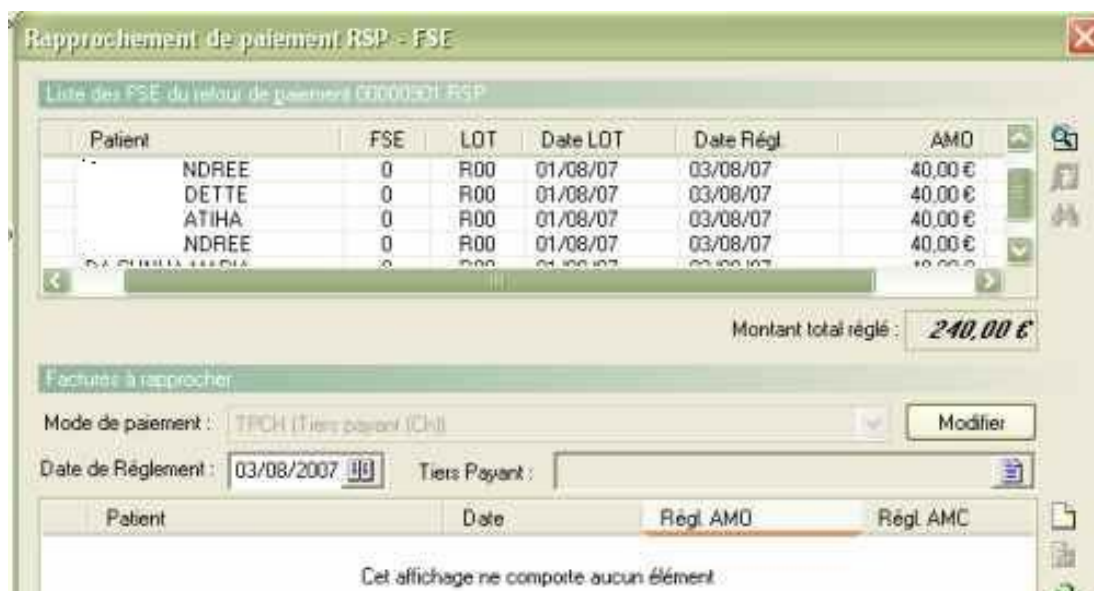 Rapprochement de paiement RSP - FSE
Liste des FSE du retour de paiement 00000901.RSP
Patient FSE LOT Date LOT Date Régl. AMO
NDREE 0 R00 01/08/07 03/08/07 40,00 €
DETTE 0 R00 01/08/07 03/08/07 40,00 €
ATIHA 0 R00 01/08/07 03/08/07 40,00 €
NDREE 0 R00 01/08/07 03/08/07 40,00 €
Montant total réglé : 240,00 €
Factures à rapprocher
Mode de paiement : TPCH (Tiers payant (Ch)) Modifier
Date de Réglement : 03/08/2007 Tiers Payant :
Patient Date Régl. AMO Régl. AMC
Cet affichage ne comporte aucun élément